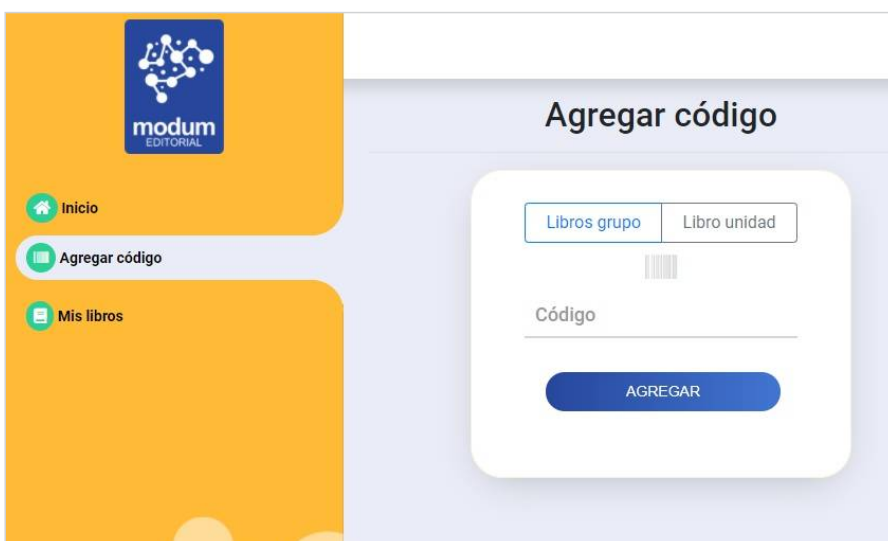 modum
EDITORIAL
Inicio
Agregar código
Mis libros
Agregar código
Libros grupo
Libro unidad
Código
AGREGAR